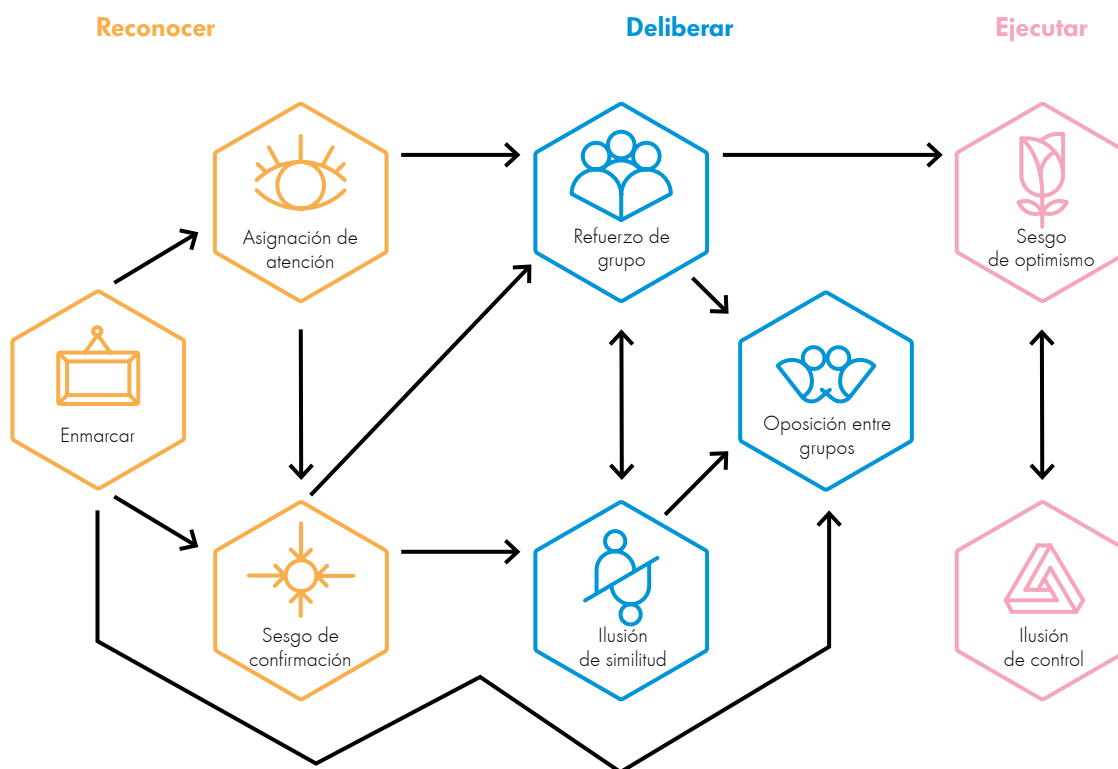 Reconocer
Deliberar
Ejecutar
Asignación de
atención
Refuerzo de
grupo
Sesgo
de optimismo
Enmarcar
Oposición entre
grupos
Sesgo de
confirmación
Ilusión
de similitud
Ilusión
de control